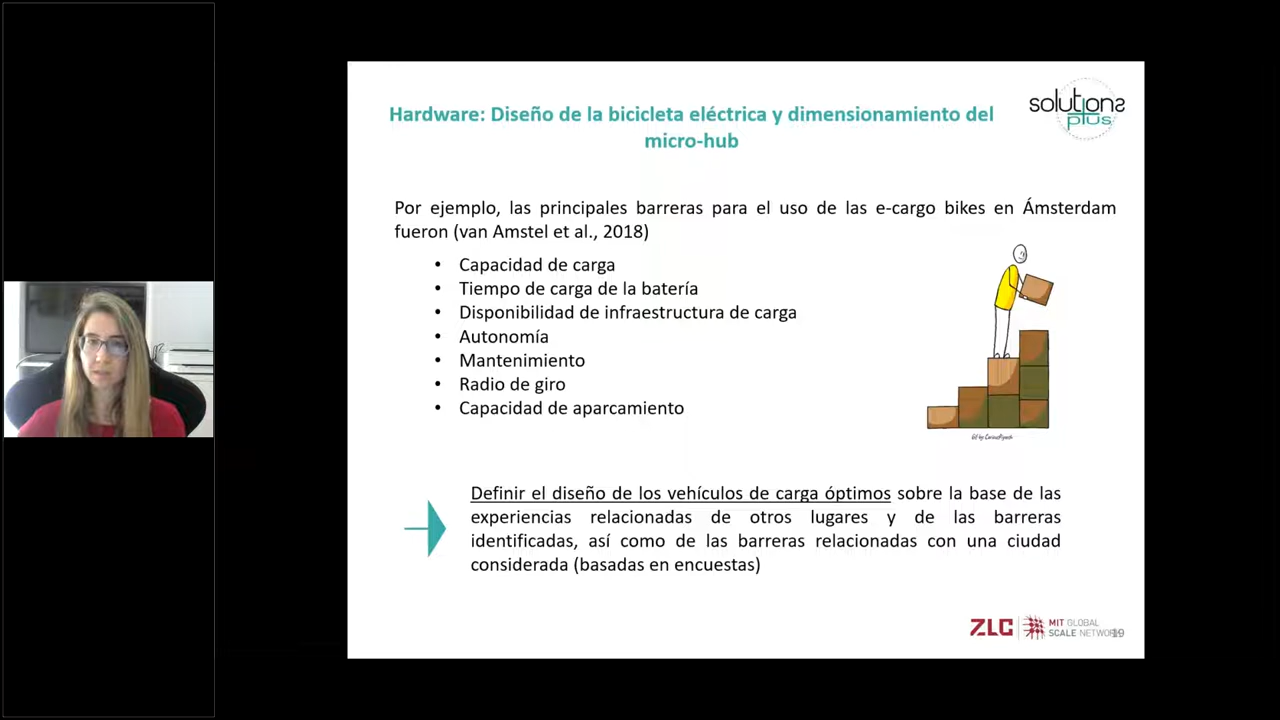 Hardware: Diseño de la bicicleta eléctrica y dimensionamiento del
micro-hub
solutions
plus
Por ejemplo, las principales barreras para el uso de las e-cargo bikes en Ámsterdam
fueron (van Amstel et al., 2018)
• Capacidad de carga
• Tiempo de carga de la batería
• Disponibilidad de infraestructura de carga
• Autonomía
• Mantenimiento
• Radio de giro
• Capacidad de aparcamiento
Definir el diseño de los vehículos de carga óptimos sobre la base de las
experiencias relacionadas de otros lugares y de las barreras
identificadas, así como de las barreras relacionadas con una ciudad
considerada (basadas en encuestas)
ZLC
MIT GLOBAL
SCALE NETWORK
19